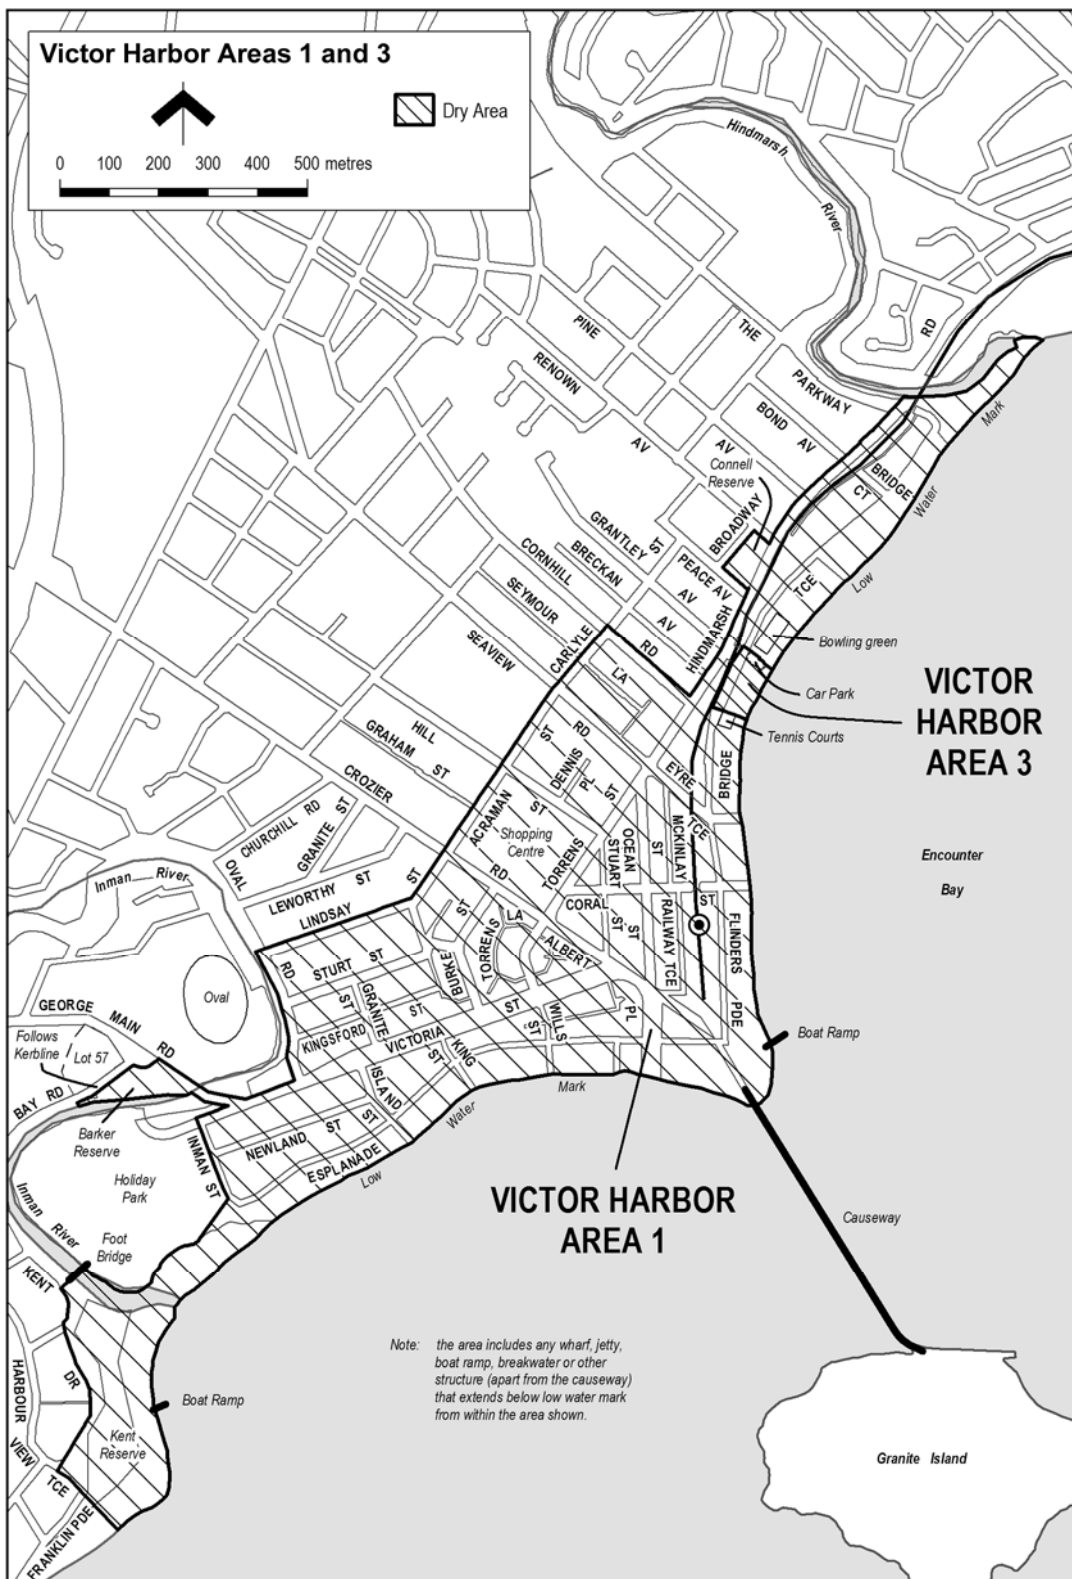 Victor Harbor Areas 1 and 3
Dry Area
0 100 200 300 400 500 metres
Hindmarsh
River
RD
PINE
THE
RENOWN
PARKWAY
BOND AV
AV
AV
Mark
Connell
Reserve
BRIDGE
CT
Water
BROADWAY
GRANTLEY
ST
BRECKAN
CORNHILL
PEACE AV
AV
TCE
Low
SEYMOUR
AV
HINDMARSH
SEAVIEW
CARLYLE
RD
Bowling green
LA
Car Park
VICTOR
HARBOR
AREA 3
Tennis Courts
HILL
GRAHAM ST
ST
RD
DENNIS
PL
ST
EYRE
BRIDGE
CROZIER
ACRAMAN
ST
TCE
CHURCHILL RD
GRANITE ST
Shopping
Centre
OCEAN
STUART
ST
MCKINLAY
Encounter
Bay
OVAL
TORRENS
RD
Inman River
LEWORTHY ST
LINDSAY ST
ST
CORAL
ST
ST
RAILWAY TCE
ST
FLINDERS
LA
TORRENS
ALBERT
BURKE
RD
STURT ST
Oval
GEORGE MAIN RD
ST
GRANITE
ST
ST
ST
WILLS
PL
PDE
Follows
Kerbline
Lot 57
KINGSFORD
VICTORIA
ST
KING
Boat Ramp
BAY RD
ISLAND
Mark
Barker
Reserve
INMAN ST
NEWLAND ST
ST
Water
ESPLANADE
Low
Holiday
Park
VICTOR HARBOR
AREA 1
Causeway
Inman River
Foot
Bridge
KENT
DR
Note: the area includes any wharf, jetty,
boat ramp, breakwater or other
structure (apart from the causeway)
that extends below low water mark
from within the area shown.
HARBOUR
VIEW
TCE
Boat Ramp
Kent
Reserve
Granite Island
FRANKLIN PDE